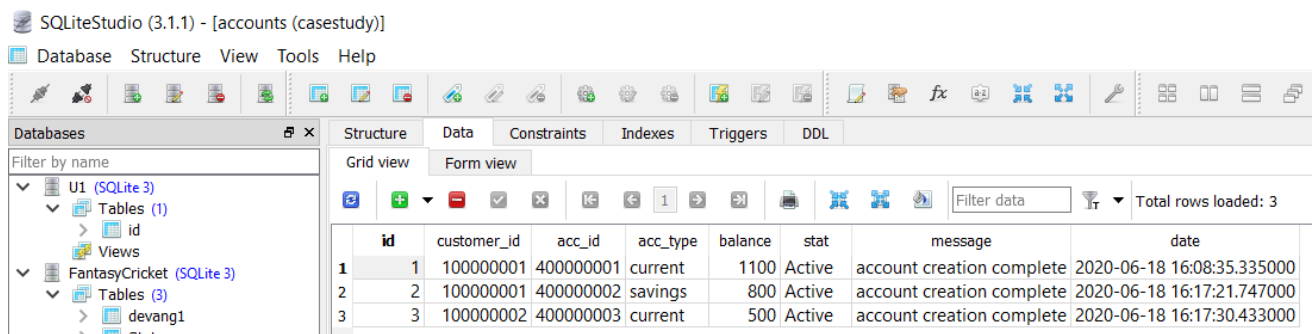 SQLiteStudio (3.1.1) - [accounts (casestudy)]
Database Structure View Tools Help
Databases
Filter by name
U1 (SQLite 3)
Tables (1)
id
Views
FantasyCricket (SQLite 3)
Tables (3)
devang1
Structure Data Constraints Indexes Triggers DDL
Grid view Form view
1 Filter data Total rows loaded: 3
id customer_id acc_id acc_type balance stat message date
1 1 100000001 400000001 current 1100 Active account creation complete 2020-06-18 16:08:35.335000
2 2 100000001 400000002 savings 800 Active account creation complete 2020-06-18 16:17:21.747000
3 3 100000002 400000003 current 500 Active account creation complete 2020-06-18 16:17:30.433000